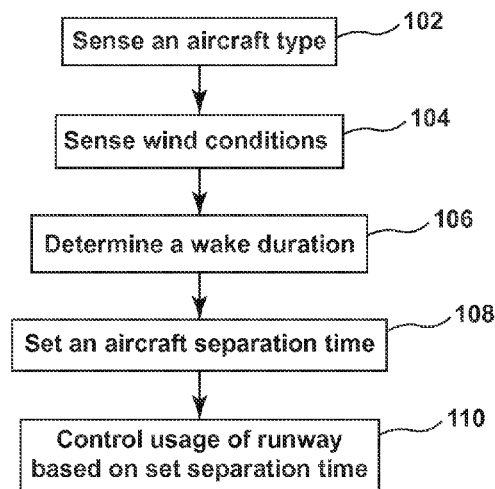 Sense an aircraft type
102
Sense wind conditions
104
Determine a wake duration
106
Set an aircraft separation time
108
Control usage of runway
based on set separation time
110